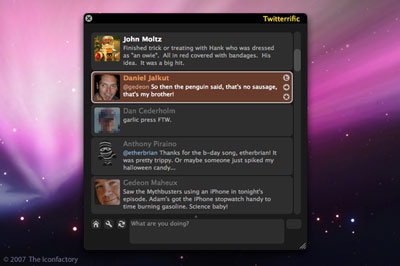 Twitterrific
John Moltz
Finished trick or treating with Hank who was dressed
as an "owie". All in red covered with bandages. His
idea. It was a big hit.
Daniel Jalkut
@gedeon So then the penguin said, that's no sausage,
that's my brother!
Dan Cederholm
garlic press FTW.
Anthony Piraino
@etherbrian Thanks for the b-day song, etherbrian! It
was pretty trippy. Or maybe someone just spiked my
halloween candy...
Gedeon Maheux
Saw the Mythbusters using an iPhone in tonight's
episode. Adam's got the iPhone stopwatch handy to
time burning gasoline. Science baby!
What are you doing?
© 2007 The Iconfactory